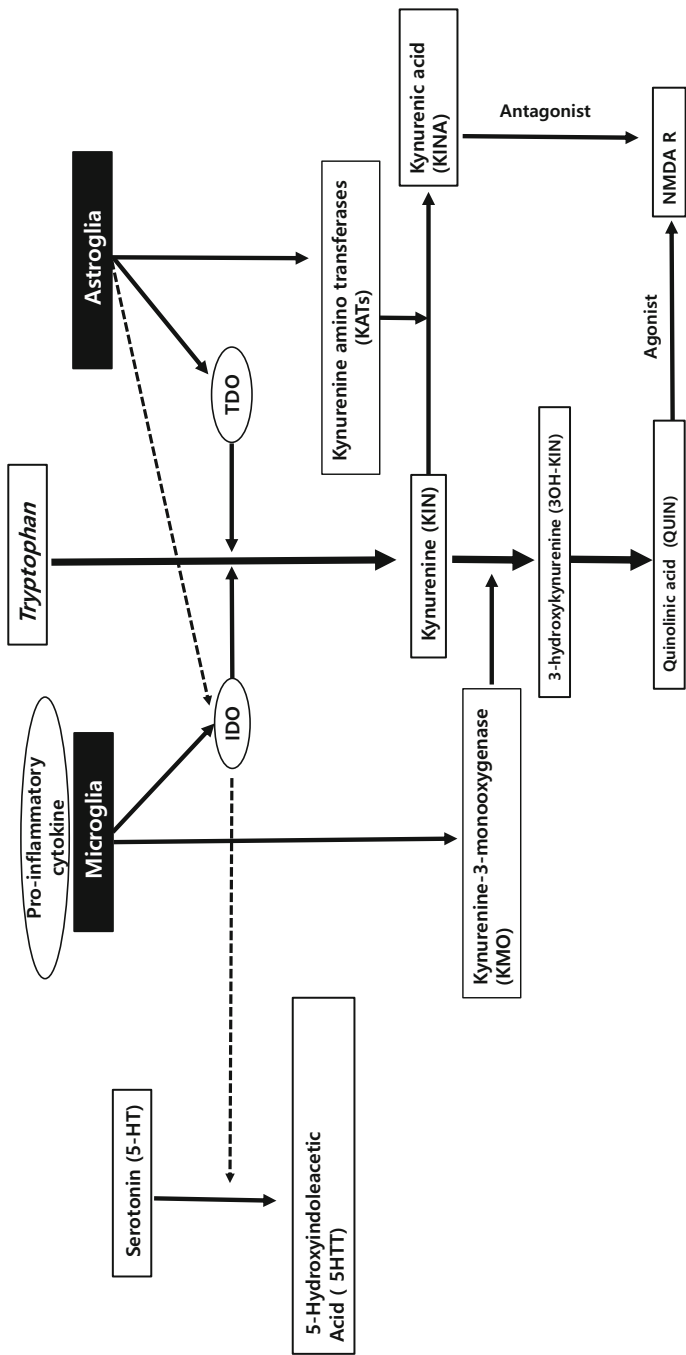 Pro-inflammatory
cytokine
Microglia
Tryptophan
Astroglia
Serotonin (5-HT)
IDO
TDO
5-Hydroxyindoleacetic
Acid ( 5HTT)
Kynurenine amino transferases
(KATs)
Kynurenine (KIN)
Kynurenic acid
(KINA)
Kynurenine-3-monooxygenase
(KMO)
Antagonist
3-hydroxykynurenine (3OH-KIN)
Quinolinic acid (QUIN)
Agonist
NMDA R